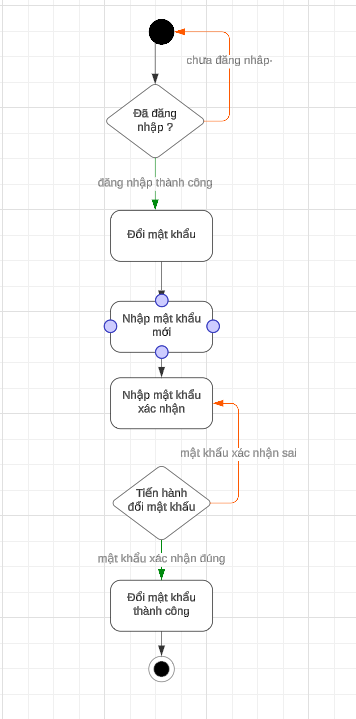 chưa đăng nhâp-
Đã đăng
nhập ?
đăng nhập thành công
Đổi mật khẩu
Nhập mật khẩu
mới
Nhập mật khẩu
xác nhận
mật khẩu xác nhận sai
Tiến hành
đổi mật khẩu
mật khẩu xác nhận đúng
Đổi mật khẩu
thành công